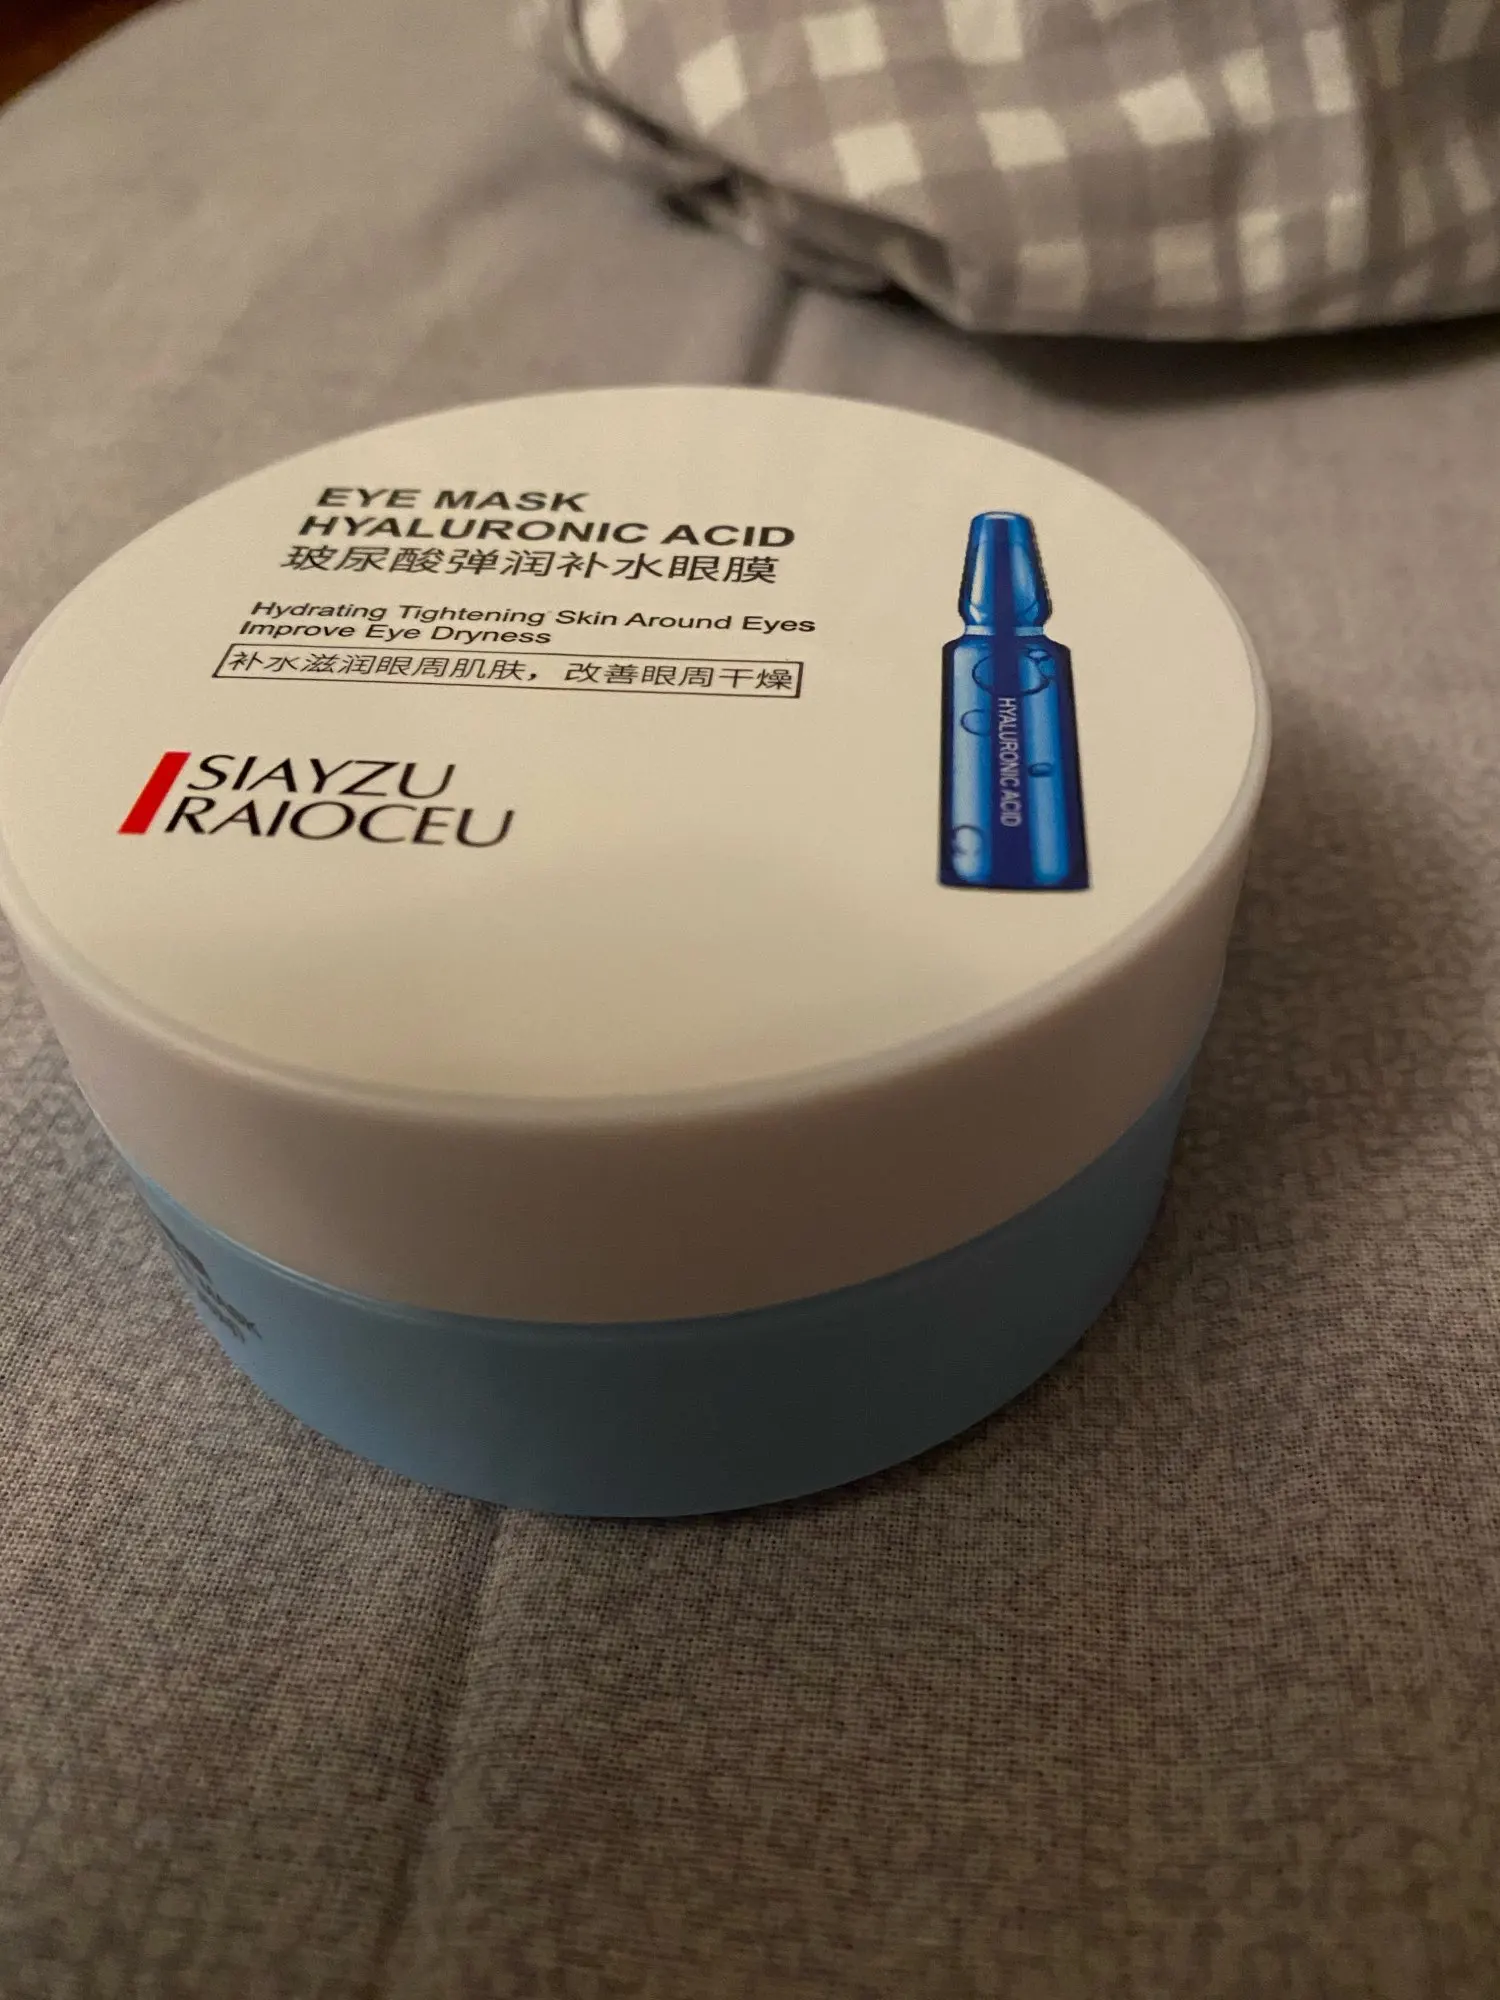 EYE MASK
HYALURONIC ACID
玻尿酸弹润补水眼膜
Hydrating Tightening Skin Around Eyes
Improve Eye Dryness
补水滋润眼周肌肤，改善眼周干燥
SIAYZU
RAIOCEU
HYALURONIC ACID